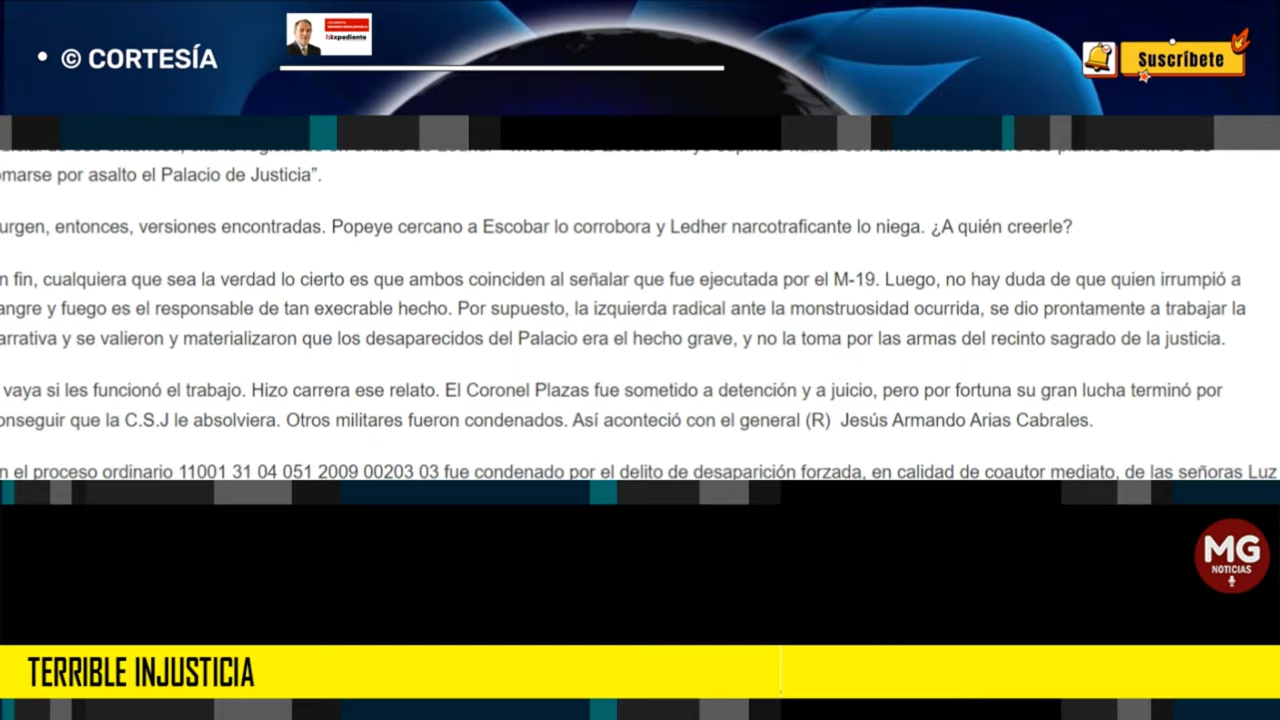 • © CORTESÍA
Expediente
Suscríbete
omarse por asalto el Palacio de Justicia”.
urgen, entonces, versiones encontradas. Popeye cercano a Escobar lo corrobora y Ledher narcotraficante lo niega. ¿A quién creerle?
n fin, cualquiera que sea la verdad lo cierto es que ambos coinciden al señalar que fue ejecutada por el M-19. Luego, no hay duda de que quien irrumpió a
angre y fuego es el responsable de tan execrable hecho. Por supuesto, la izquierda radical ante la monstruosidad ocurrida, se dio prontamente a trabajar la
arrativa y se valieron y materializaron que los desaparecidos del Palacio era el hecho grave, y no la toma por las armas del recinto sagrado de la justicia.
vaya si les funcionó el trabajo. Hizo carrera ese relato. El Coronel Plazas fue sometido a detención y a juicio, pero por fortuna su gran lucha terminó por
onseguir que la C.S.J le absolviera. Otros militares fueron condenados. Así aconteció con el general (R) Jesús Armando Arias Cabrales.
n el proceso ordinario 11001 31 04 051 2009 00203 03 fue condenado por el delito de desaparición forzada, en calidad de coautor mediato, de las señoras Luz
MG
NOTICIAS
TERRIBLE INJUSTICIA